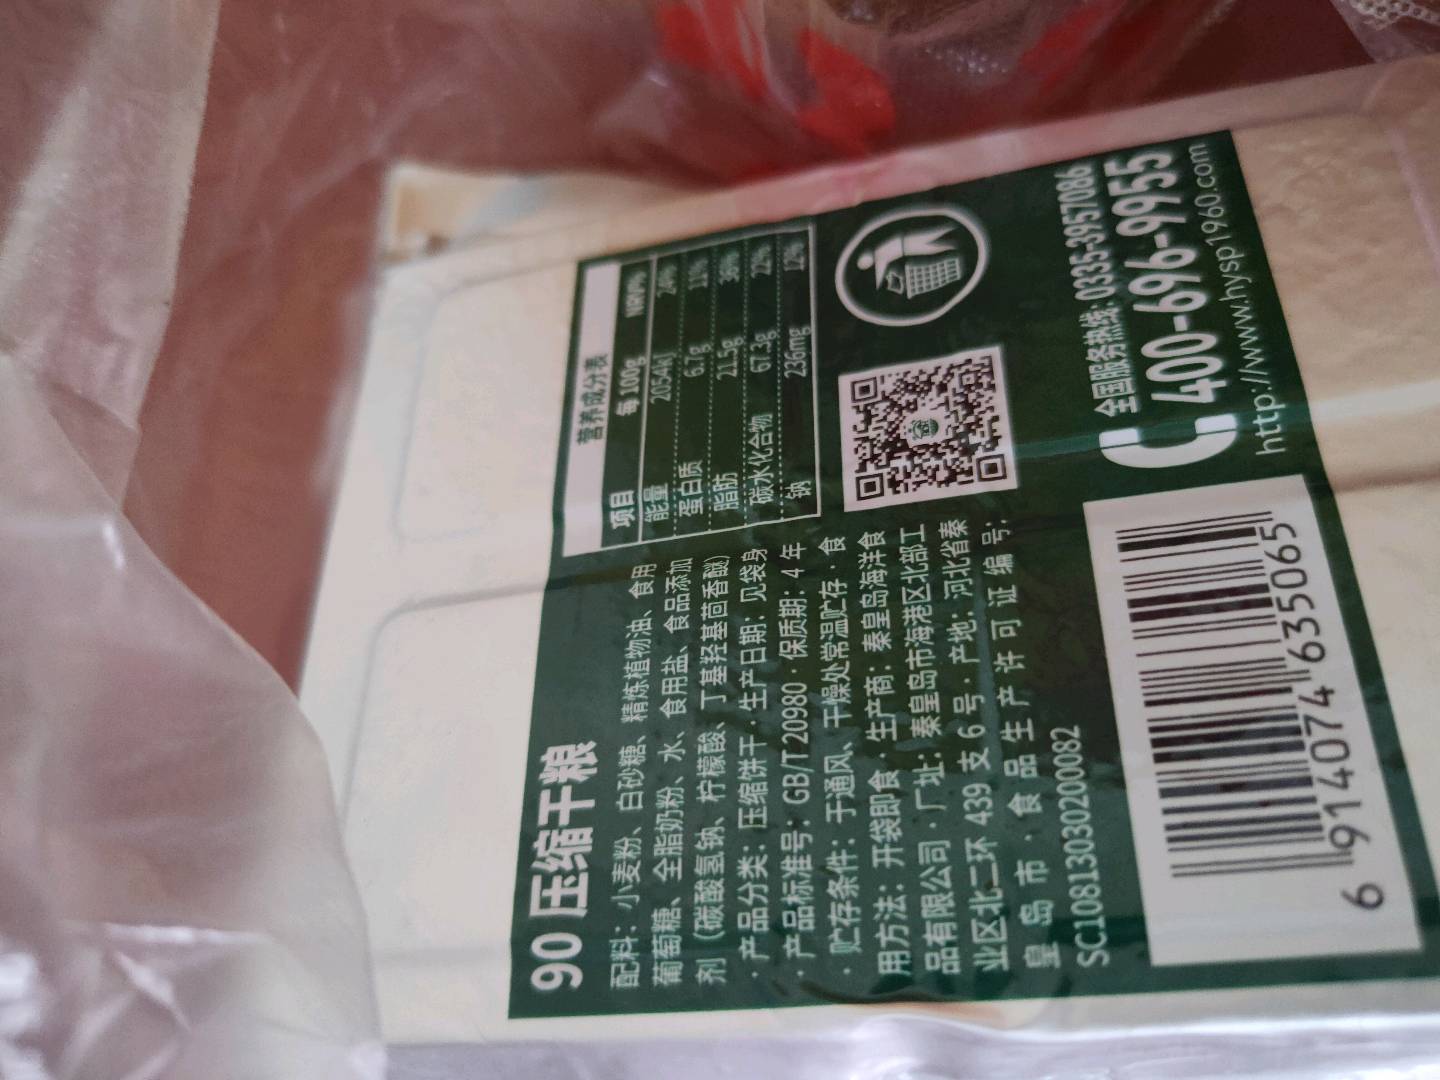 90 压缩干粮
配料：小麦粉、白砂糖、精炼植物油、食用
葡萄糖、全脂奶粉、水、食用盐、食品添加
剂（碳酸氢钠、柠檬酸、丁基羟基茴香醚）
·产品分类：压缩饼干·生产日期：见袋身
·产品标准号：GB/T 20980·保质期：4 年
·贮存条件：于通风、干燥处常温贮存·食
用方法：开袋即食·生产商：秦皇岛海洋食
品有限公司·厂址：秦皇岛市海港区北部工
业区北二环 439 支 6 号·产地：河北省秦
皇岛市·食品生产许可证编号：
SC10813030200082
营养成分表
项目 每 100g NRV%
能量 2054kJ 24%
蛋白质 6.7g 11%
脂肪 21.5g 36%
碳水化合物 67.3g 22%
钠 236mg 12%
全国服务热线：0335-3957086
400-696-9955
http://www.hysp1960.com
6 914074 635065